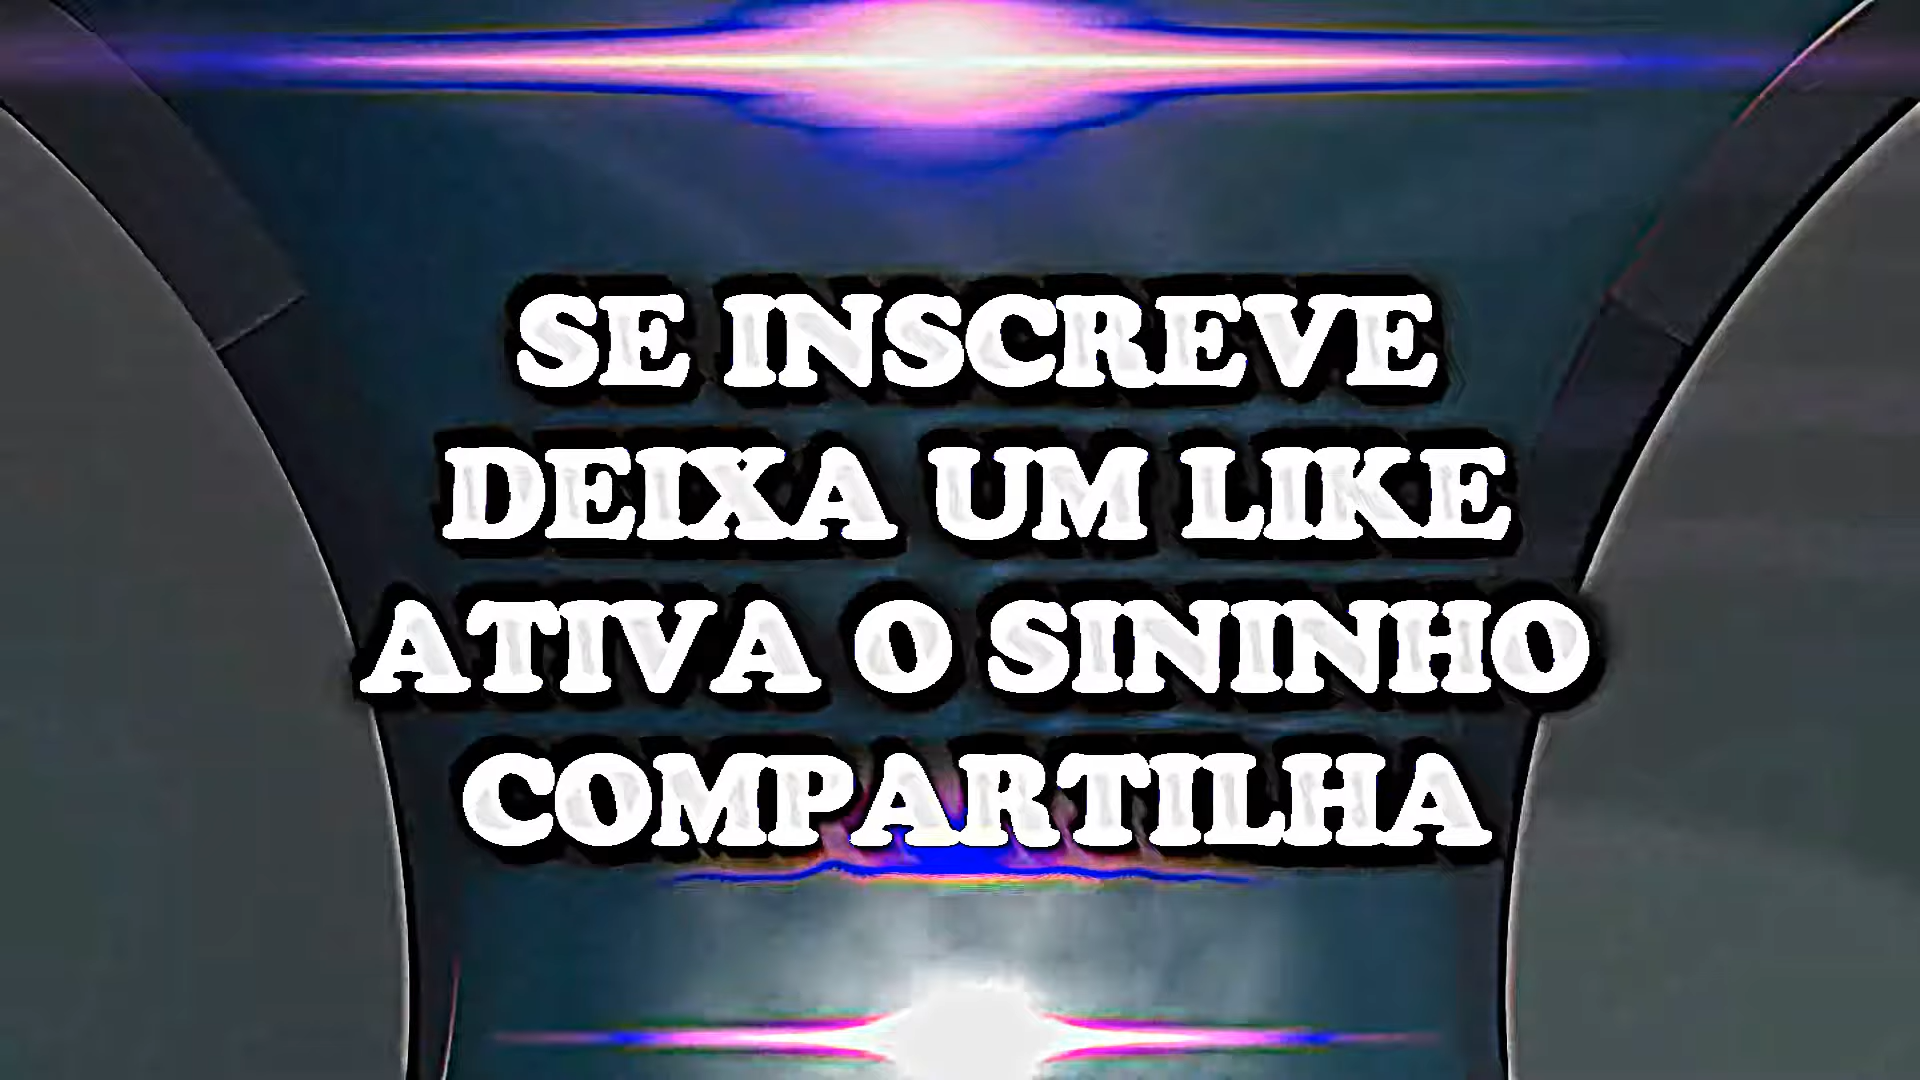 SE INSCREVE
DEIXA UM LIKE
ATIVA O SININHO
COMPARTILHA